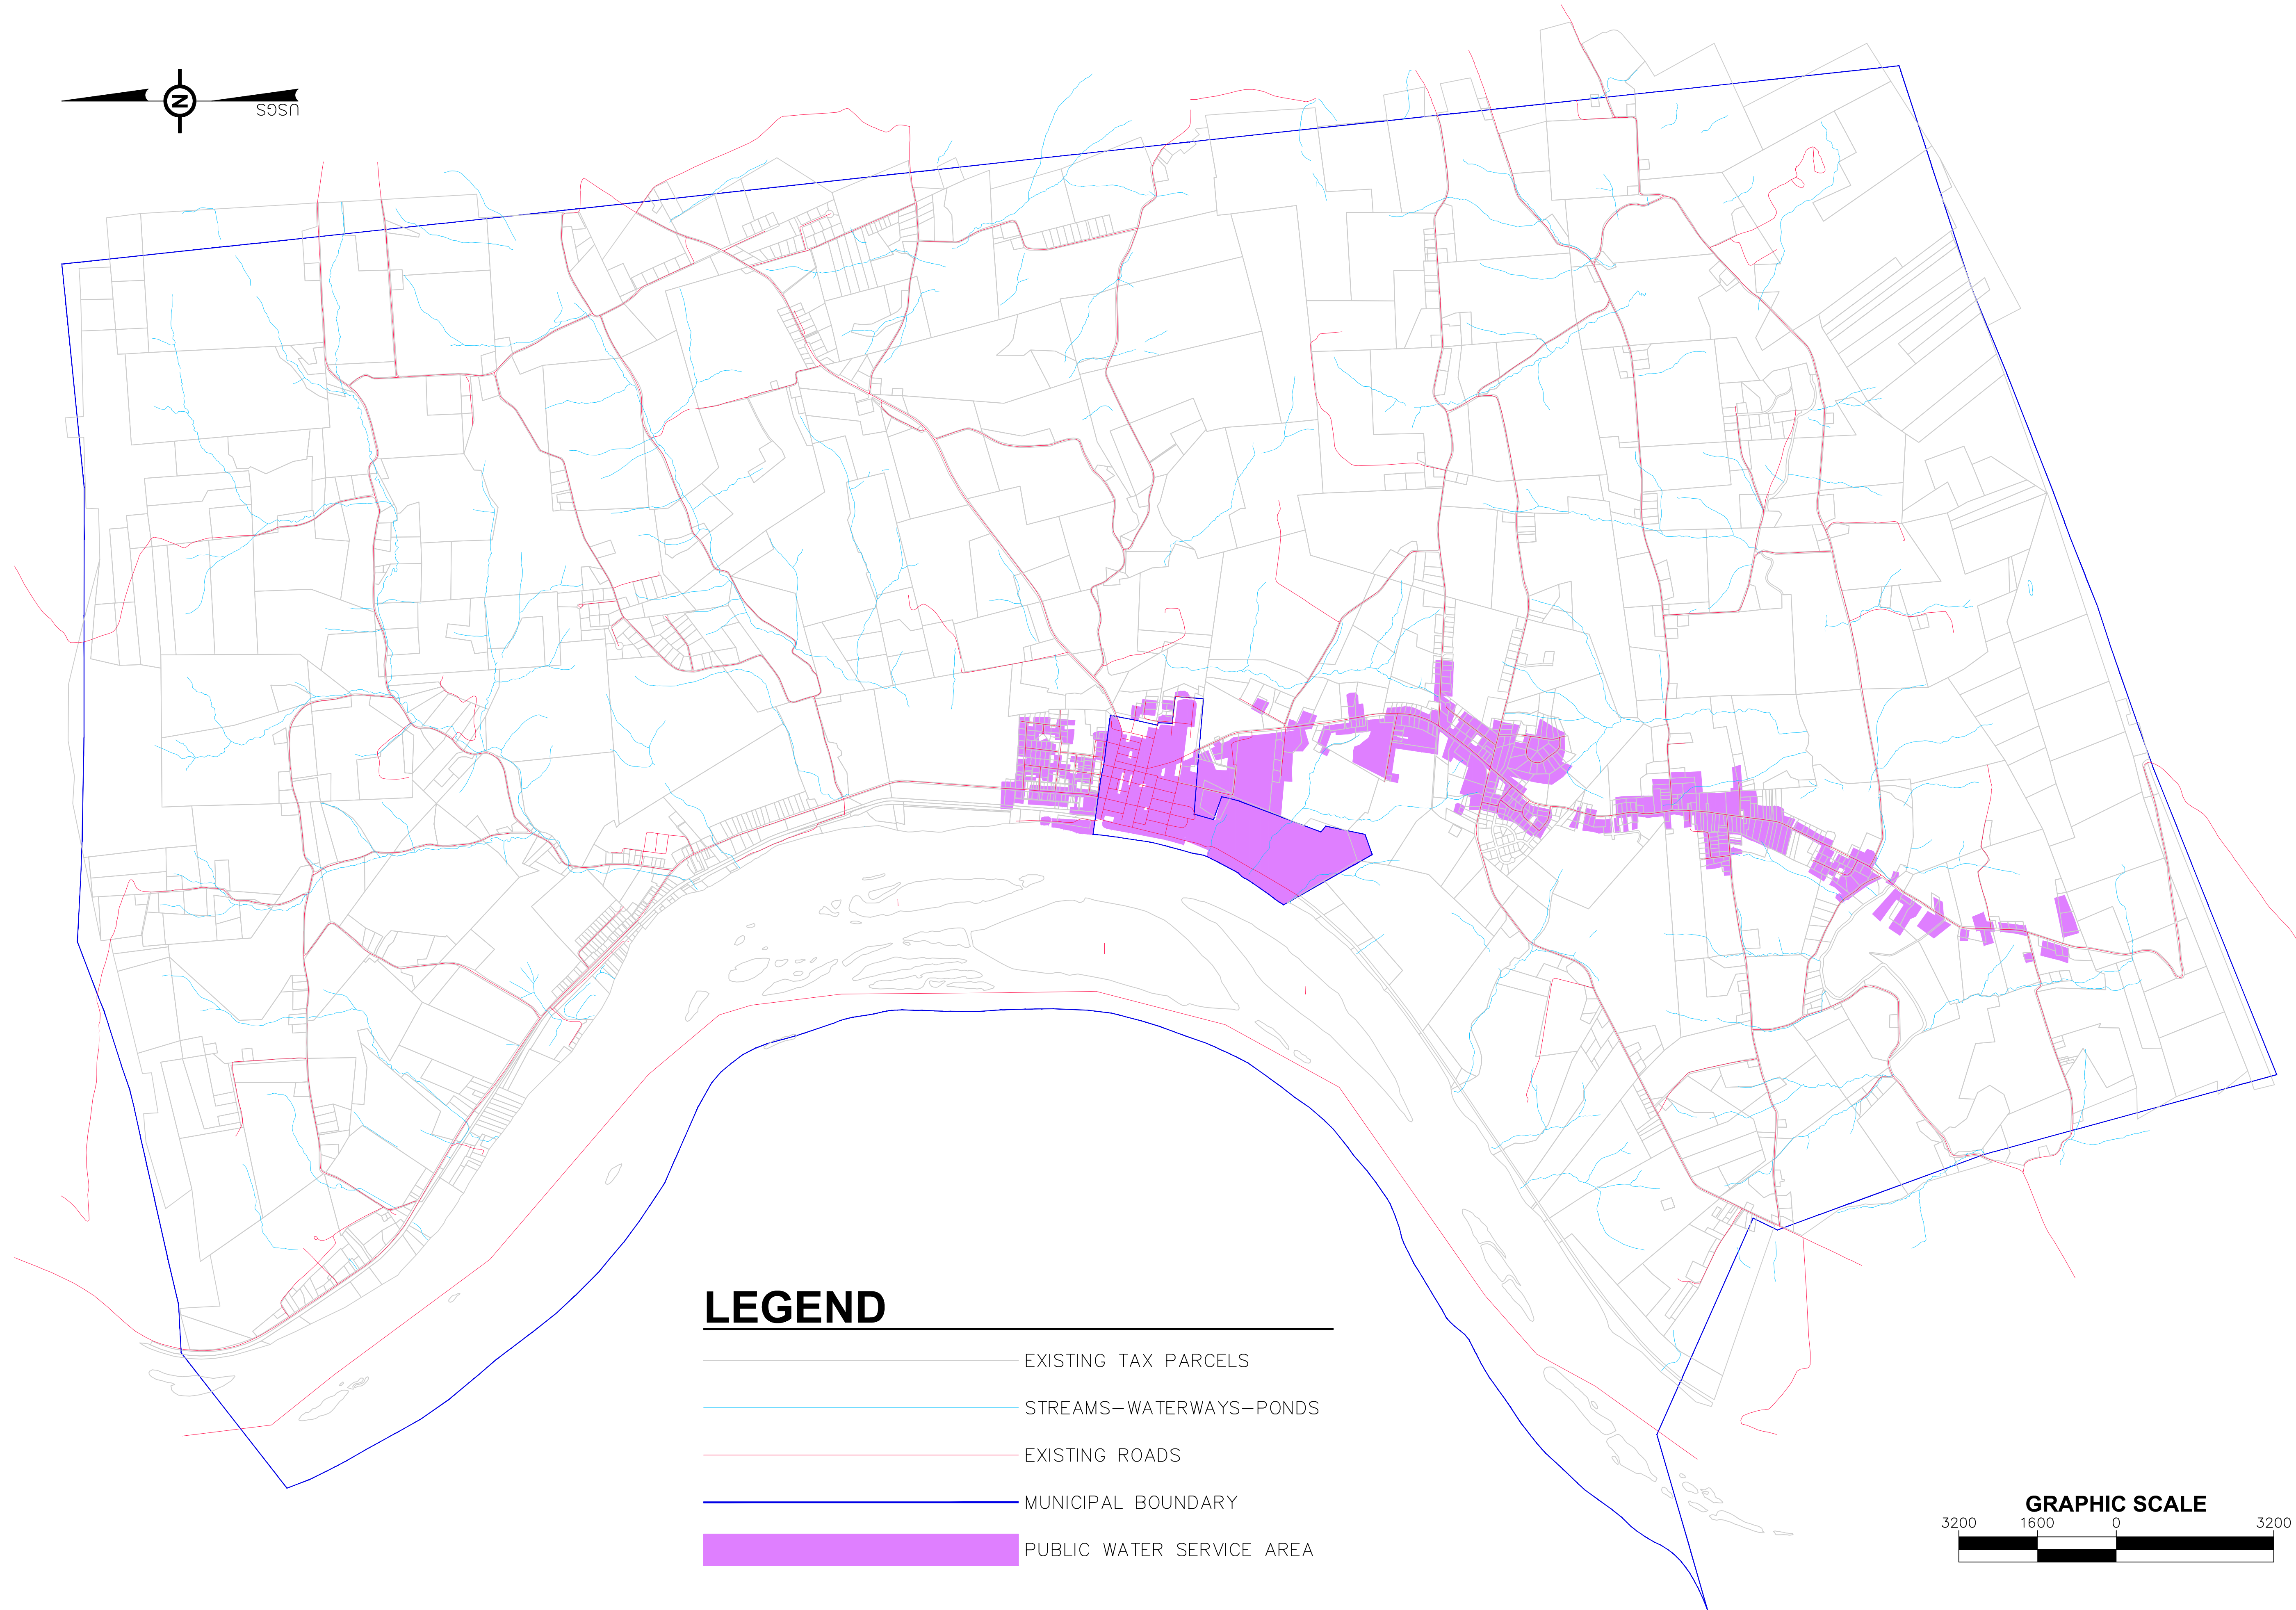 N
USGS
LEGEND
EXISTING TAX PARCELS
STREAMS-WATERWAYS-PONDS
EXISTING ROADS
MUNICIPAL BOUNDARY
PUBLIC WATER SERVICE AREA
GRAPHIC SCALE
3200 1600 0 3200